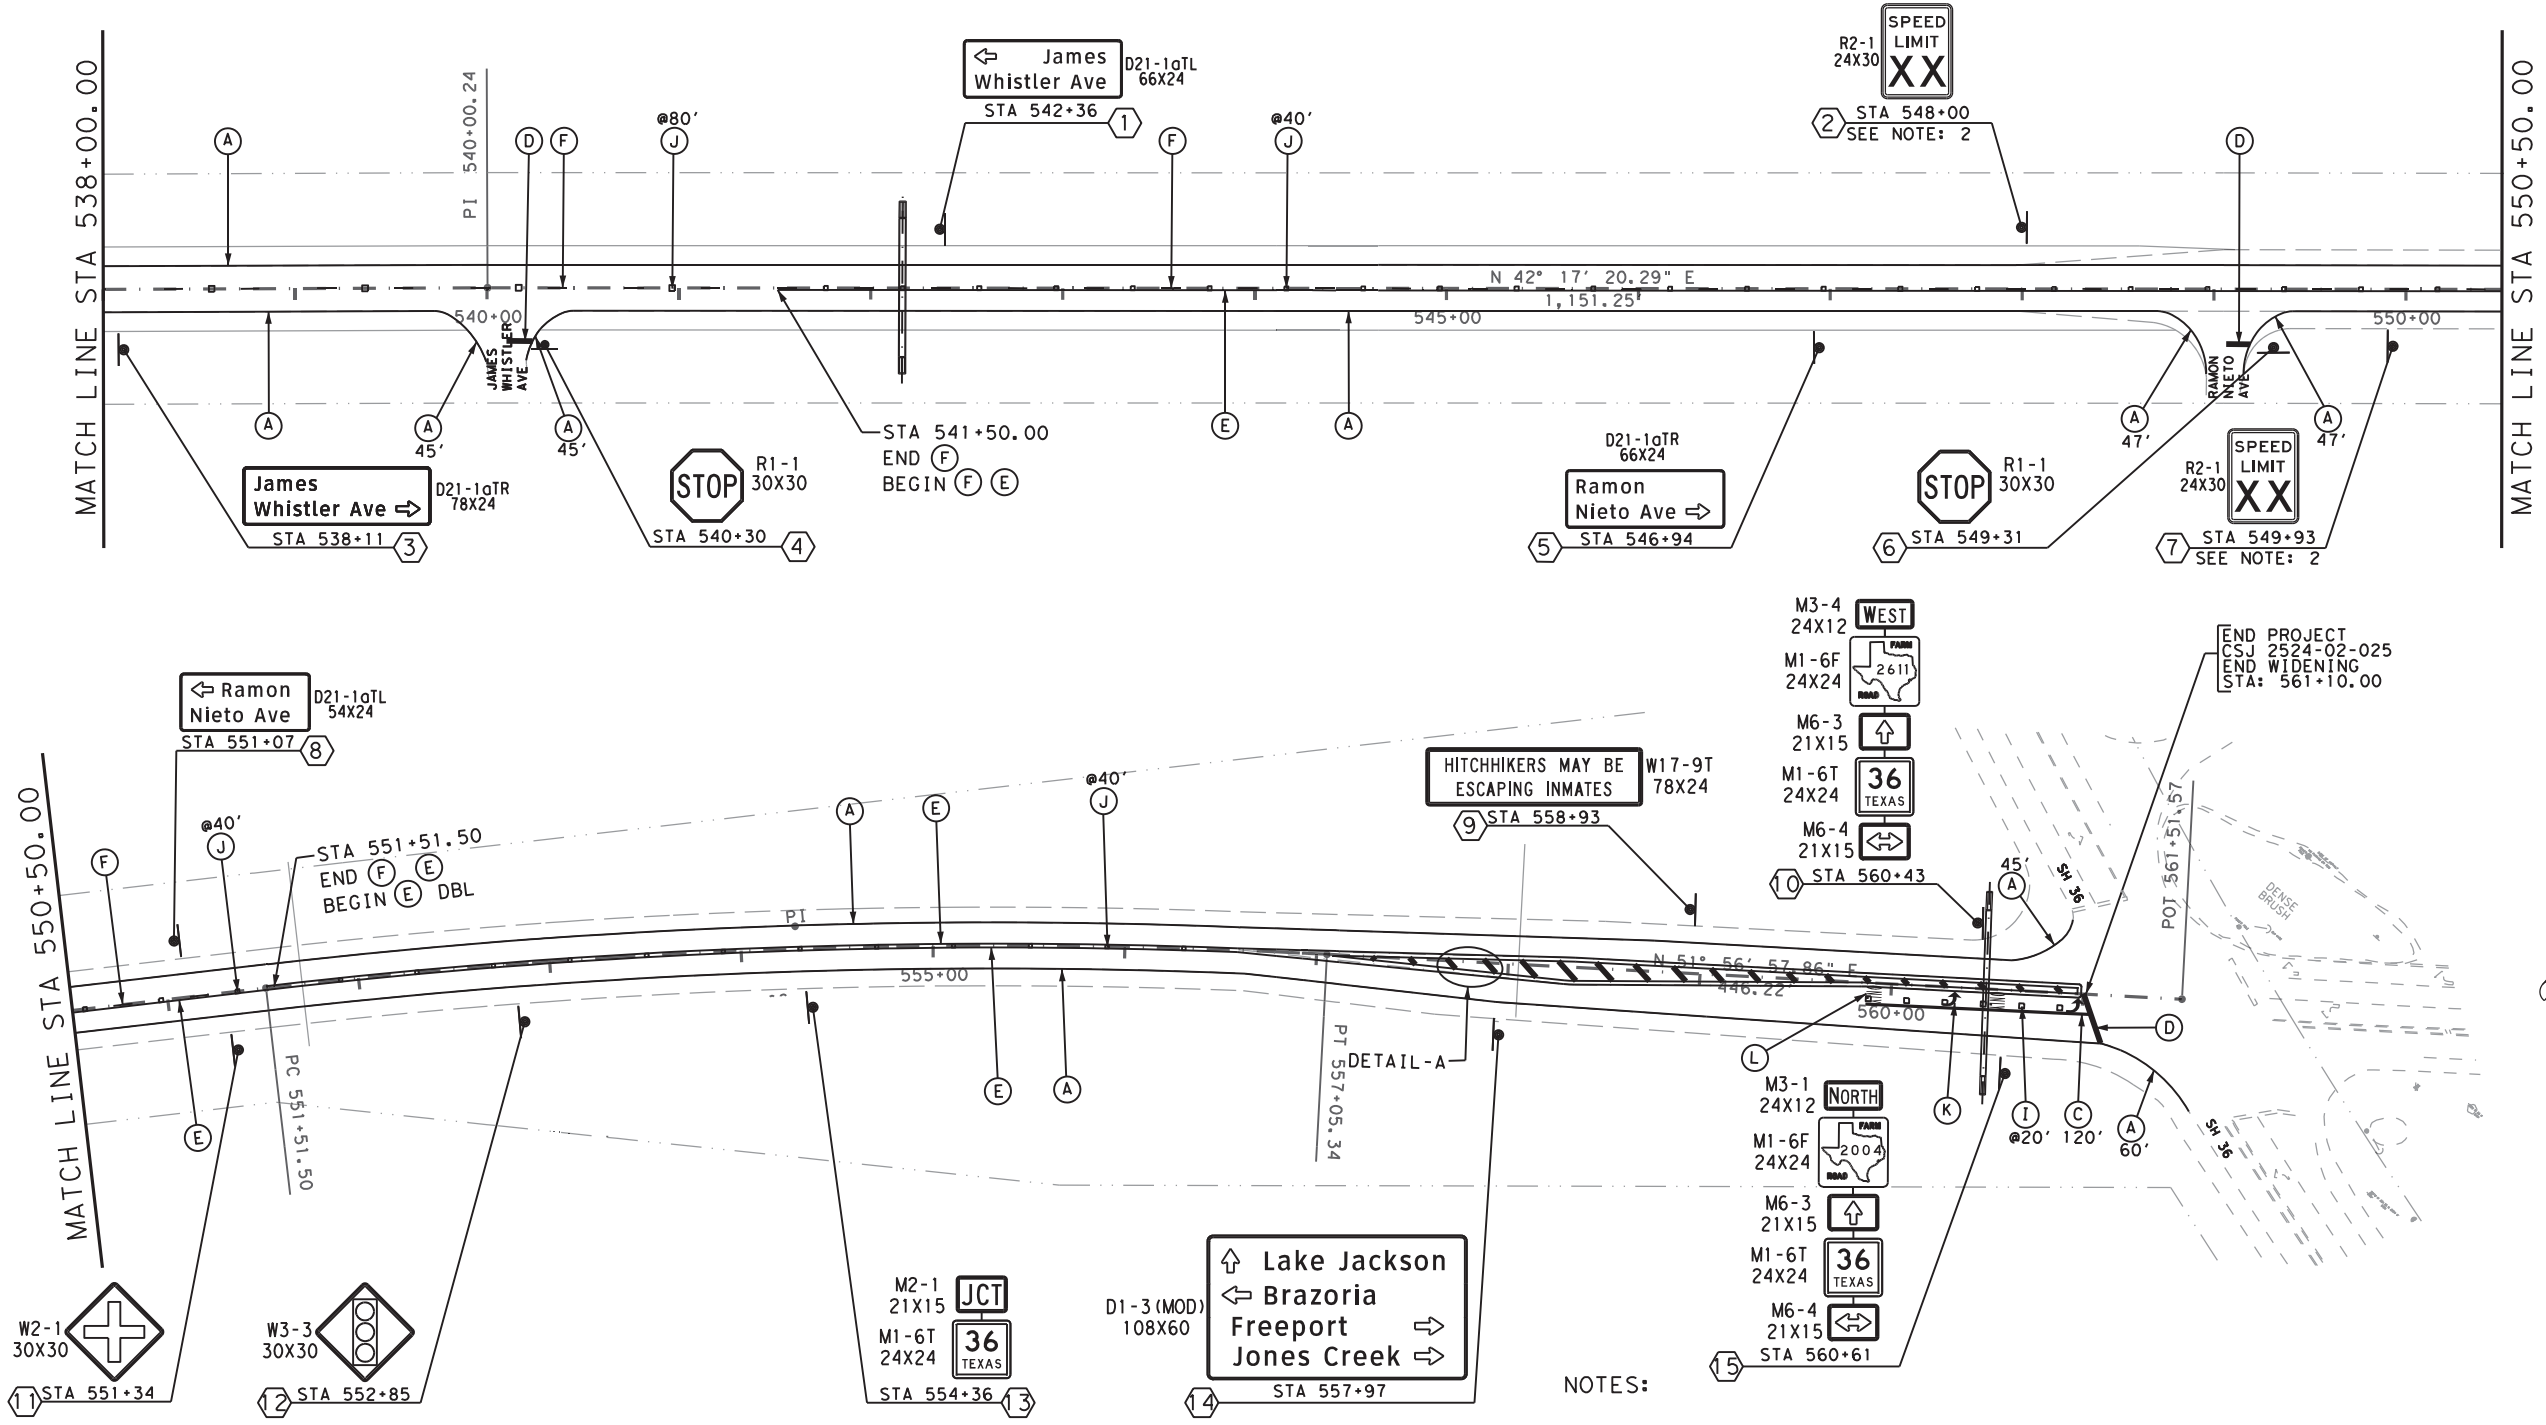 MATCH LINE STA 538+00.00
A
PI 540+00.24
D
F
@80'
J
← James
Whistler Ave
D21-1aTL
66X24
STA 542+36
1
F
@40'
J
R2-1
24X30
SPEED
LIMIT
XX
2
STA 548+00
SEE NOTE: 2
D
MATCH LINE STA 550+50.00
N 42° 17' 20.29" E
1,151.25'
540+00
545+00
550+00
JAMES
WHISTLER
AVE
RAMON
NIETO
AVE
A
A
45'
A
45'
STA 541+50.00
END F
BEGIN F E
E
A
A
47'
A
47'
James
Whistler Ave ⇨
D21-1aTR
78X24
STA 538+11
3
STOP
R1-1
30X30
STA 540+30
4
D21-1aTR
66X24
Ramon
Nieto Ave ⇨
5
STA 546+94
STOP
R1-1
30X30
6
STA 549+31
R2-1
24X30
SPEED
LIMIT
XX
7
STA 549+93
SEE NOTE: 2
MATCH LINE STA 550+50.00
← Ramon
Nieto Ave
D21-1aTL
54X24
STA 551+07
8
F
@40'
J
STA 551+51.50
END F E
BEGIN E DBL
A
E
@40'
J
HITCHHIKERS MAY BE
ESCAPING INMATES
W17-9T
78X24
9
STA 558+93
M3-4
24X12
WEST
M1-6F
24X24
FARM
2611
ROAD
M6-3
21X15
M1-6T
24X24
36
TEXAS
M6-4
21X15
10
STA 560+43
45'
A
END PROJECT
CSJ 2524-02-025
END WIDENING
STA: 561+10.00
SH 36
POT 561+51.57
DENSE
BRUSH
PI
555+00
N 51° 56' 57.86" E
446.22'
560+00
E
PC 551+51.50
E
A
PT 557+05.34
DETAIL-A
L
K
I
@20'
C
120'
A
60'
D
SH 36
W2-1
30X30
11
STA 551+34
W3-3
30X30
12
STA 552+85
M2-1
21X15
JCT
M1-6T
24X24
36
TEXAS
STA 554+36
13
D1-3(MOD)
108X60
⇧ Lake Jackson
⇦ Brazoria
Freeport ⇨
Jones Creek ⇨
14
STA 557+97
M3-1
24X12
NORTH
M1-6F
24X24
FARM
2004
ROAD
M6-3
21X15
M1-6T
24X24
36
TEXAS
M6-4
21X15
15
STA 560+61
NOTES: